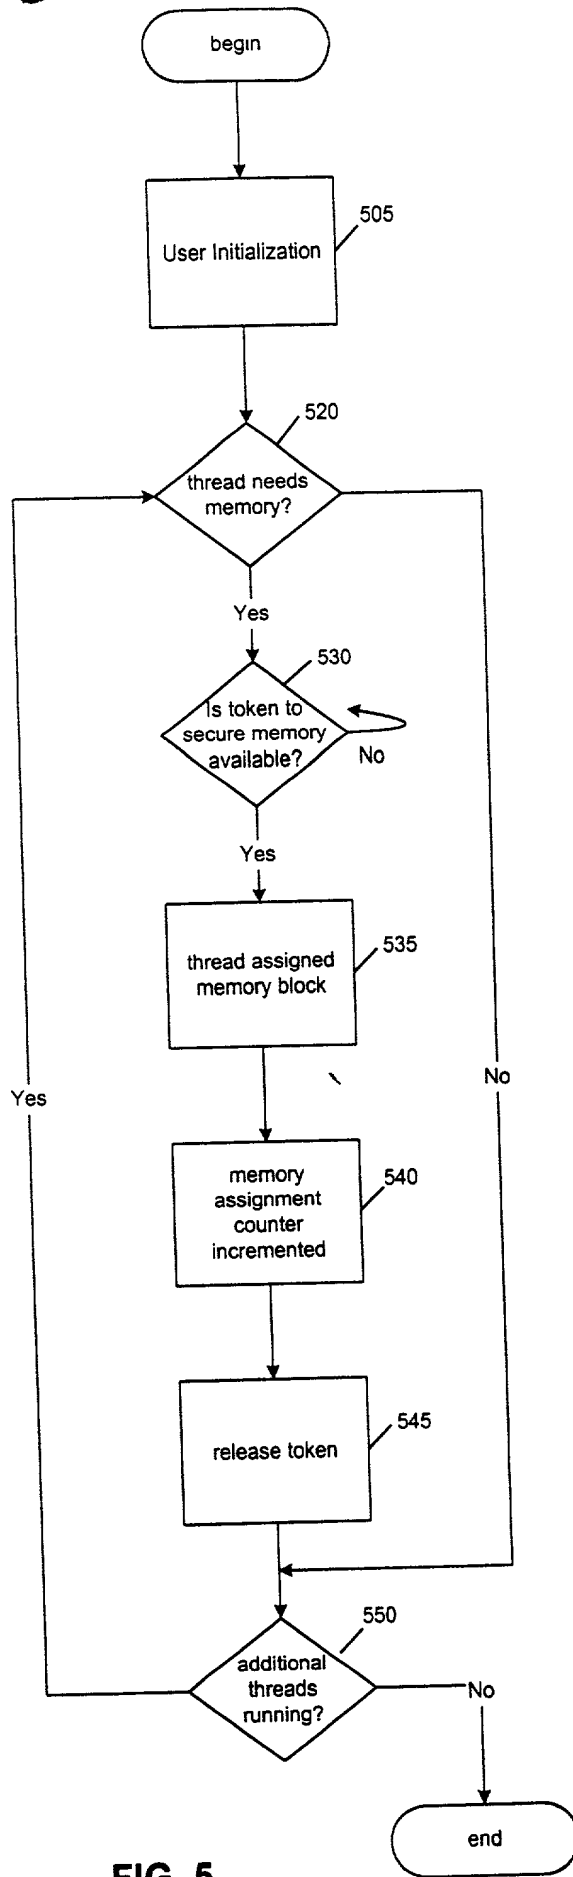 begin
User Initialization
505
520
thread needs
memory?
Yes
530
Is token to
secure memory
available?
No
Yes
thread assigned
memory block
535
Yes
No
memory
assignment
counter
incremented
540
release token
545
550
additional
threads
running?
No
end
FIG. 5